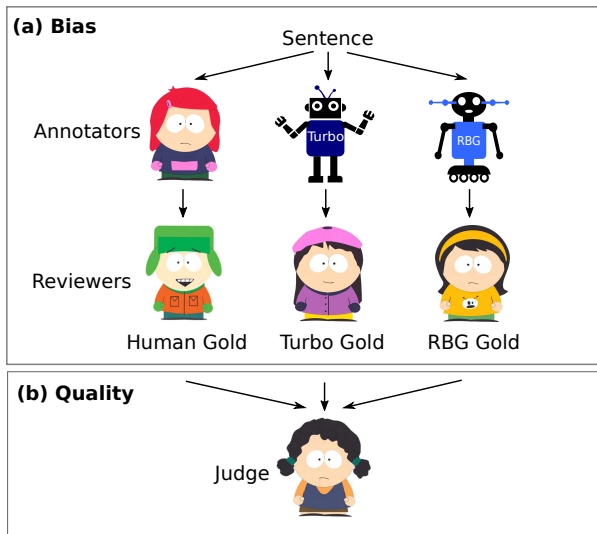 (a) Bias
Sentence
Annotators
Turbo
RBG
Reviewers
Human Gold
Turbo Gold
RBG Gold
(b) Quality
Judge